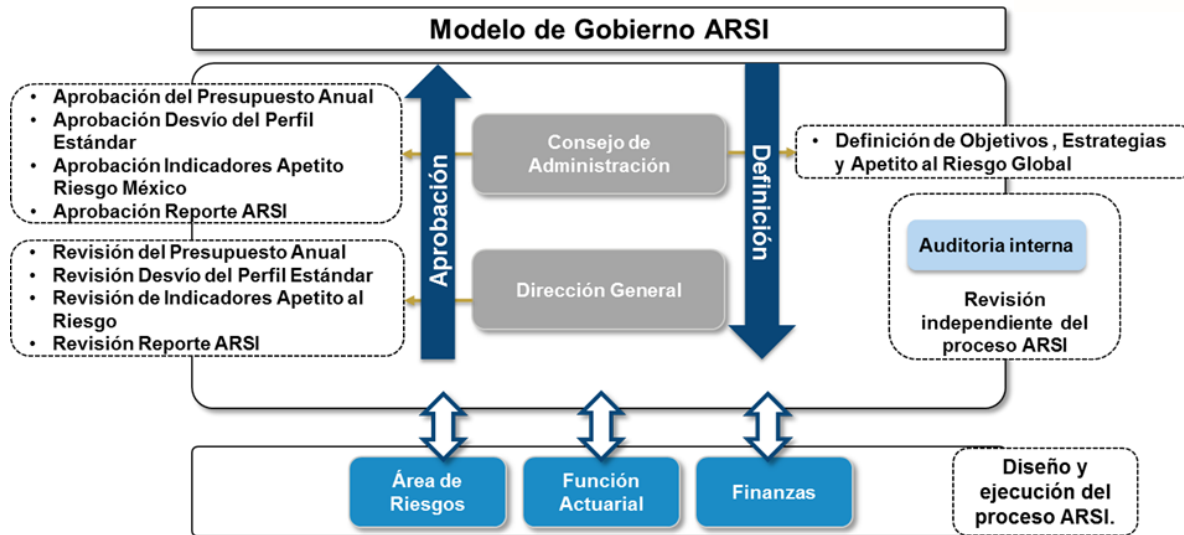 Modelo de Gobierno ARSI
• Aprobación del Presupuesto Anual
• Aprobación Desvío del Perfil
Estándar
• Aprobación Indicadores Apetito
Riesgo México
• Aprobación Reporte ARSI
• Revisión del Presupuesto Anual
• Revisión Desvío del Perfil Estándar
• Revisión de Indicadores Apetito al
Riesgo
• Revisión Reporte ARSI
Aprobación
Consejo de
Administración
Dirección General
Definición
• Definición de Objetivos , Estrategias
y Apetito al Riesgo Global
Auditoria interna
Revisión
independiente del
proceso ARSI
Área de
Riesgos
Función
Actuarial
Finanzas
Diseño y
ejecución del
proceso ARSI.